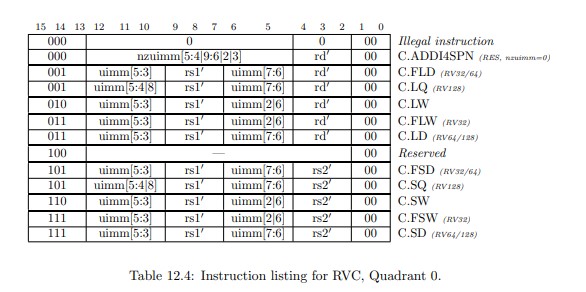 15 14 13 12 11 10 9 8 7 6 5 4 3 2 1 0
000 0 0 00 Illegal instruction
000 nzuimm[5:4|9:6|2|3] rd′ 00 C.ADDI4SPN (RES, nzuimm=0)
001 uimm[5:3] rs1′ uimm[7:6] rd′ 00 C.FLD (RV32/64)
001 uimm[5:4|8] rs1′ uimm[7:6] rd′ 00 C.LQ (RV128)
010 uimm[5:3] rs1′ uimm[2|6] rd′ 00 C.LW
011 uimm[5:3] rs1′ uimm[2|6] rd′ 00 C.FLW (RV32)
011 uimm[5:3] rs1′ uimm[7:6] rd′ 00 C.LD (RV64/128)
100 — 00 Reserved
101 uimm[5:3] rs1′ uimm[7:6] rs2′ 00 C.FSD (RV32/64)
101 uimm[5:4|8] rs1′ uimm[7:6] rs2′ 00 C.SQ (RV128)
110 uimm[5:3] rs1′ uimm[2|6] rs2′ 00 C.SW
111 uimm[5:3] rs1′ uimm[2|6] rs2′ 00 C.FSW (RV32)
111 uimm[5:3] rs1′ uimm[7:6] rs2′ 00 C.SD (RV64/128)
Table 12.4: Instruction listing for RVC, Quadrant 0.